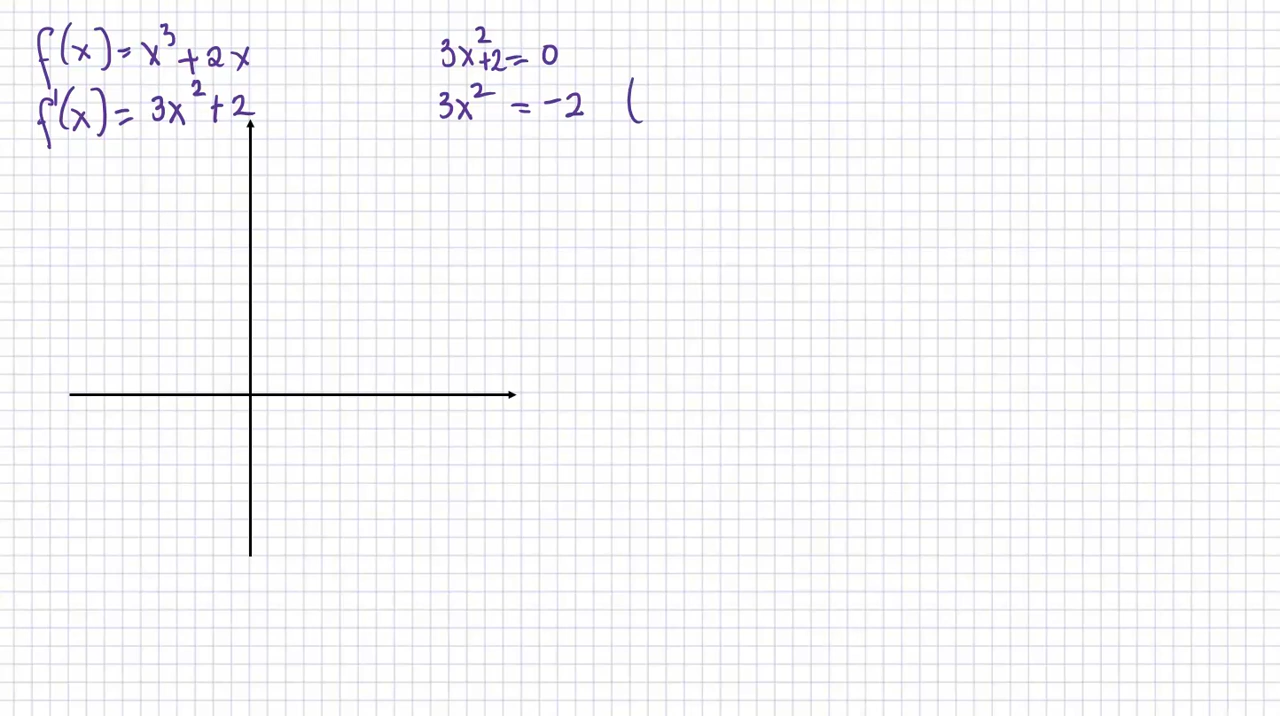 f(x) = x³ + 2x
f'(x) = 3x² + 2
3x² + 2 = 0
3x² = -2 (